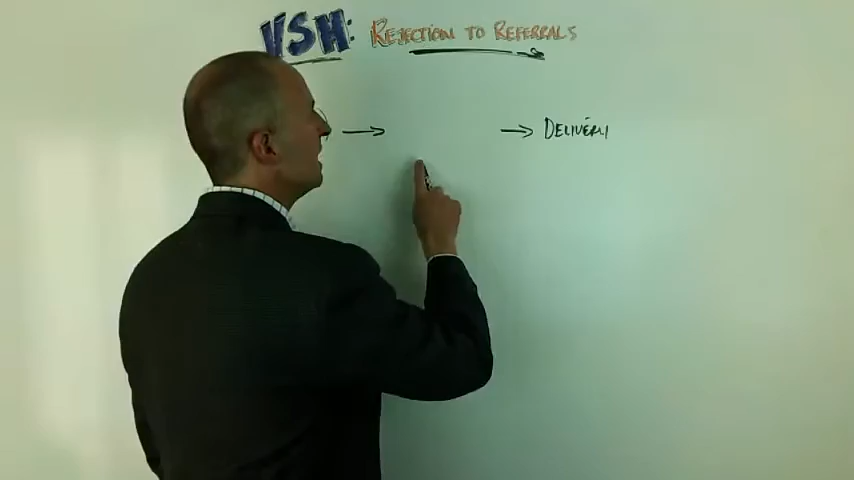 VSH: REJECTION TO REFERRALS
→ → DELIVERY